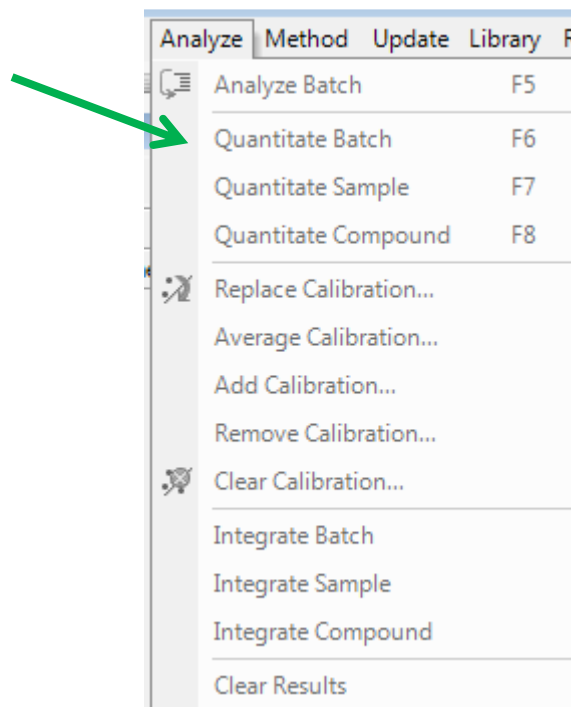 Analyze Method Update Library
Analyze Batch F5
Quantitate Batch F6
Quantitate Sample F7
Quantitate Compound F8
Replace Calibration...
Average Calibration...
Add Calibration...
Remove Calibration...
Clear Calibration...
Integrate Batch
Integrate Sample
Integrate Compound
Clear Results